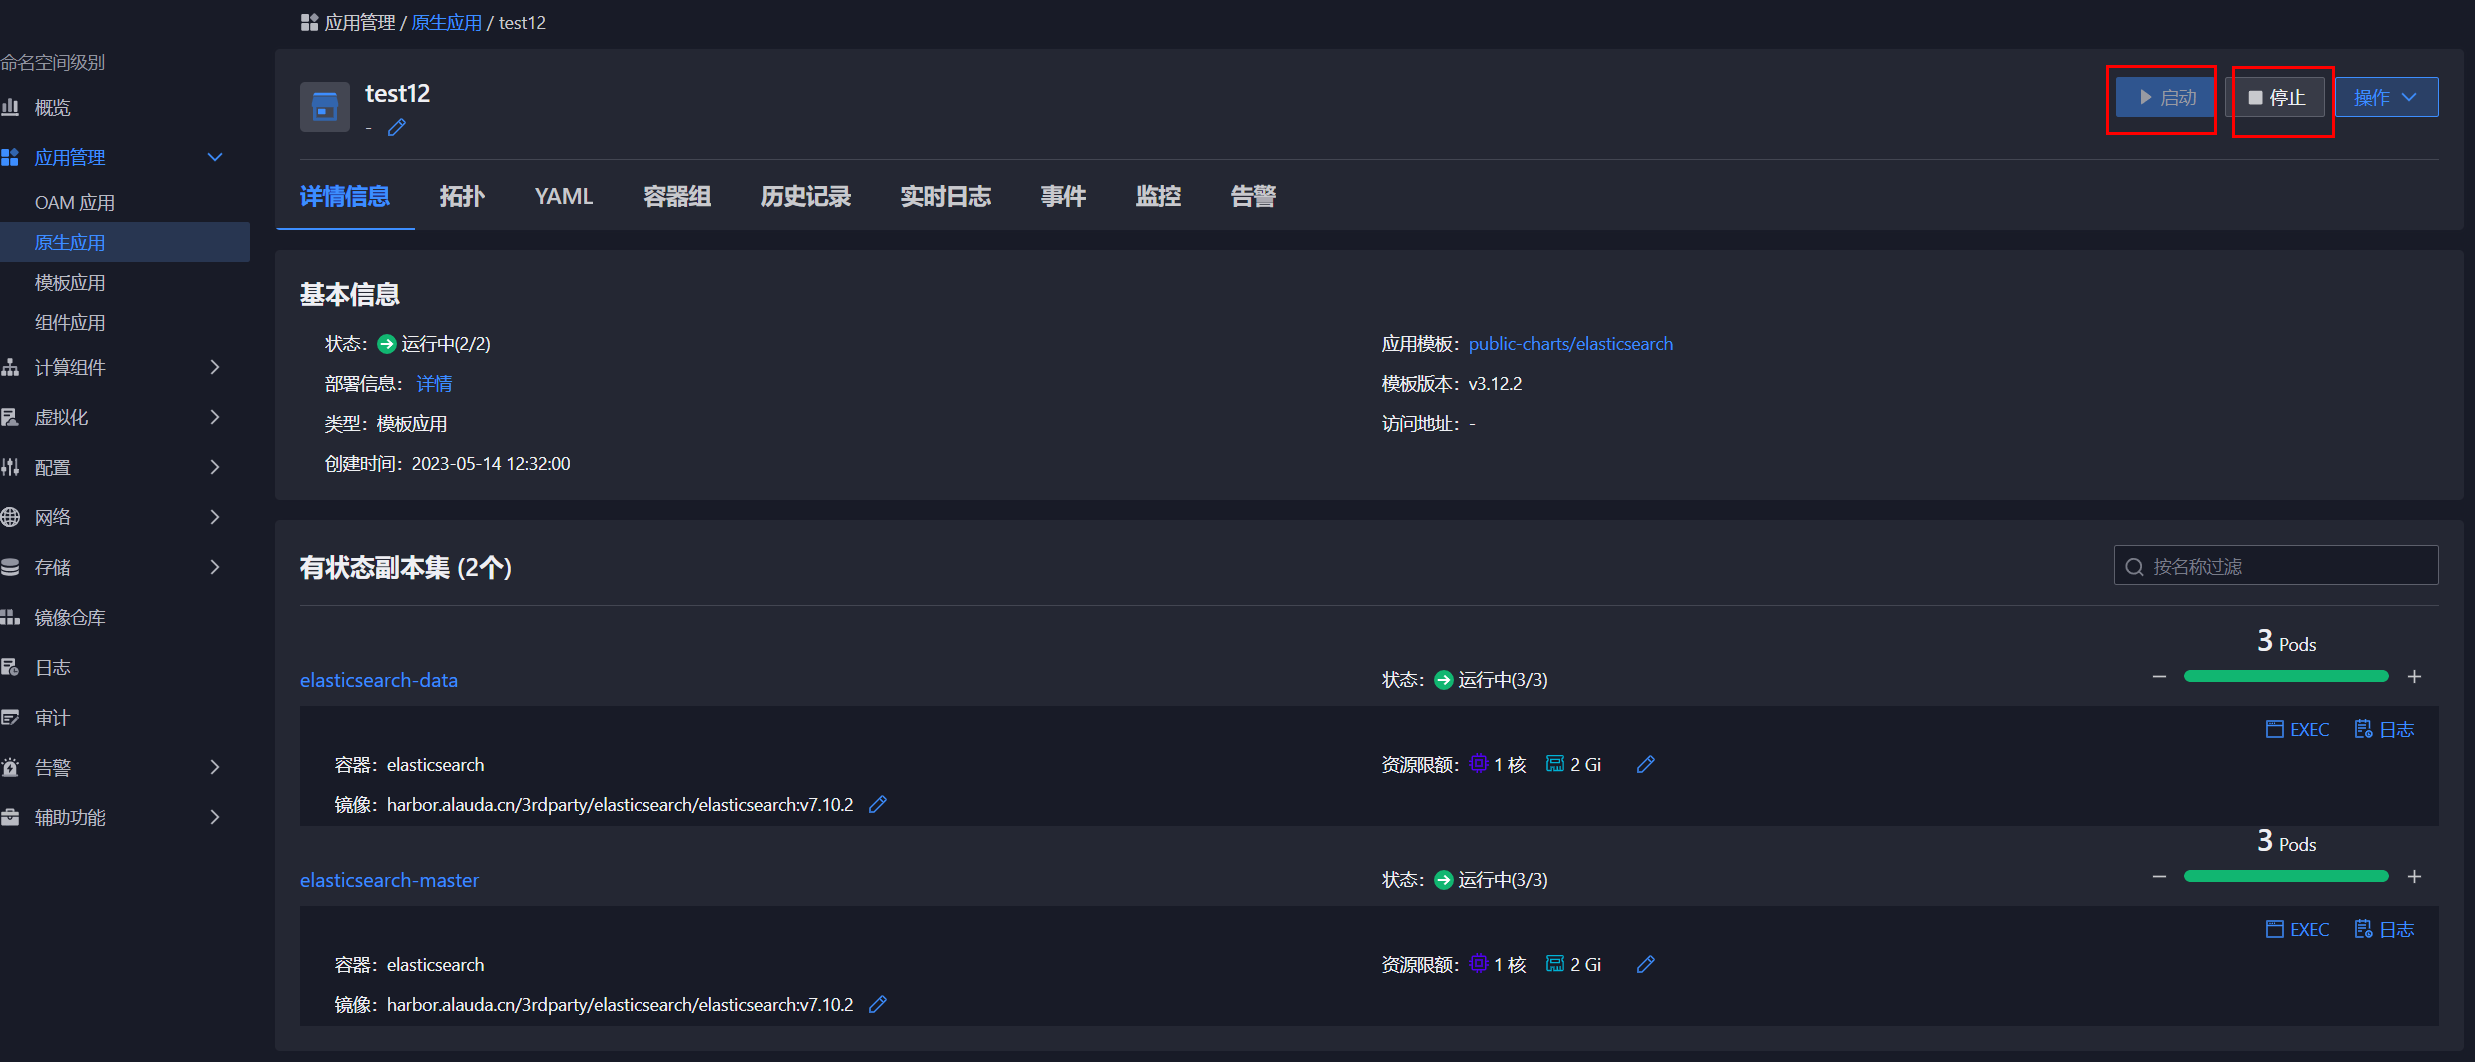 应用管理 / 原生应用 / test12
命名空间级别
概览
应用管理
OAM 应用
原生应用
模板应用
组件应用
计算组件
虚拟化
配置
网络
存储
镜像仓库
日志
审计
告警
辅助功能
test12
-
启动
停止
操作
详情信息 拓扑 YAML 容器组 历史记录 实时日志 事件 监控 告警
基本信息
状态： 运行中(2/2)
应用模板： public-charts/elasticsearch
部署信息： 详情
模板版本： v3.12.2
类型： 模板应用
访问地址： -
创建时间： 2023-05-14 12:32:00
有状态副本集 (2个)
按名称过滤
3 Pods
elasticsearch-data
状态： 运行中(3/3)
EXEC 日志
容器： elasticsearch
资源限额： 1 核 2 Gi
镜像： harbor.alauda.cn/3rdparty/elasticsearch/elasticsearch:v7.10.2
3 Pods
elasticsearch-master
状态： 运行中(3/3)
EXEC 日志
容器： elasticsearch
资源限额： 1 核 2 Gi
镜像： harbor.alauda.cn/3rdparty/elasticsearch/elasticsearch:v7.10.2